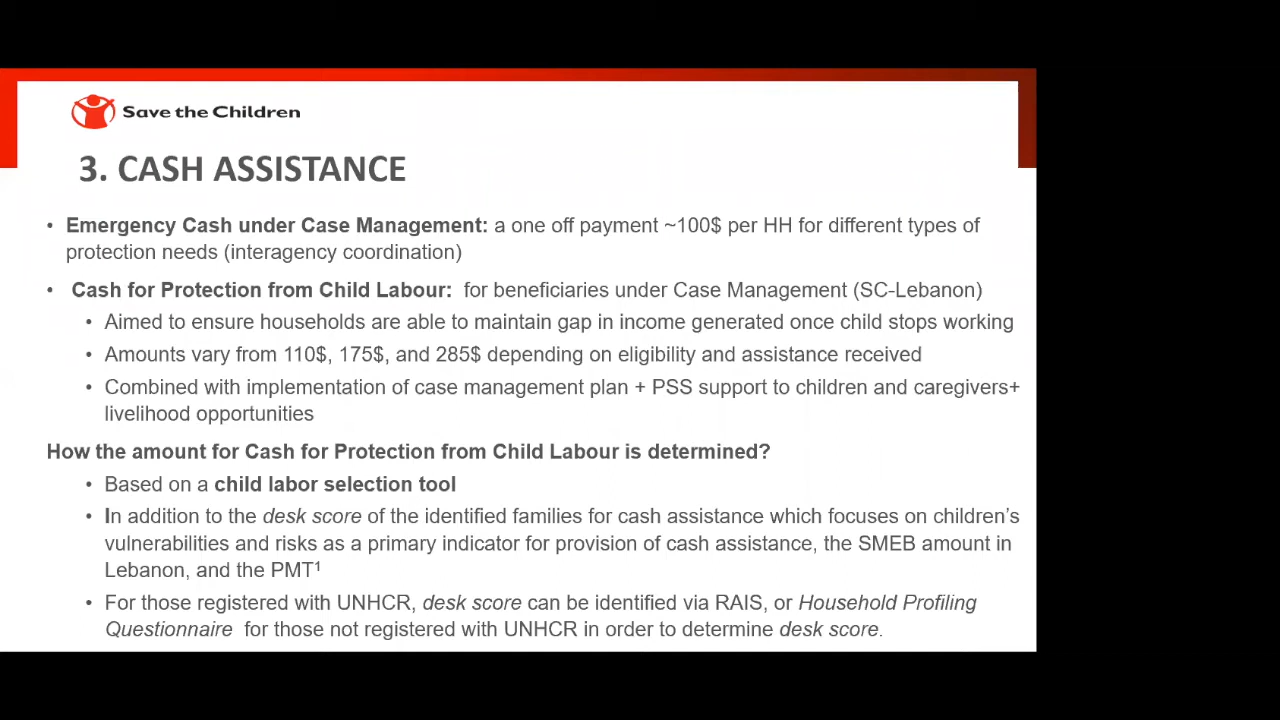 Save the Children
3. CASH ASSISTANCE
• Emergency Cash under Case Management: a one off payment ~100$ per HH for different types of
protection needs (interagency coordination)
• Cash for Protection from Child Labour: for beneficiaries under Case Management (SC-Lebanon)
• Aimed to ensure households are able to maintain gap in income generated once child stops working
• Amounts vary from 110$, 175$, and 285$ depending on eligibility and assistance received
• Combined with implementation of case management plan + PSS support to children and caregivers+
livelihood opportunities
How the amount for Cash for Protection from Child Labour is determined?
• Based on a child labor selection tool
• In addition to the desk score of the identified families for cash assistance which focuses on children's
vulnerabilities and risks as a primary indicator for provision of cash assistance, the SMEB amount in
Lebanon, and the PMT¹
• For those registered with UNHCR, desk score can be identified via RAIS, or Household Profiling
Questionnaire for those not registered with UNHCR in order to determine desk score.